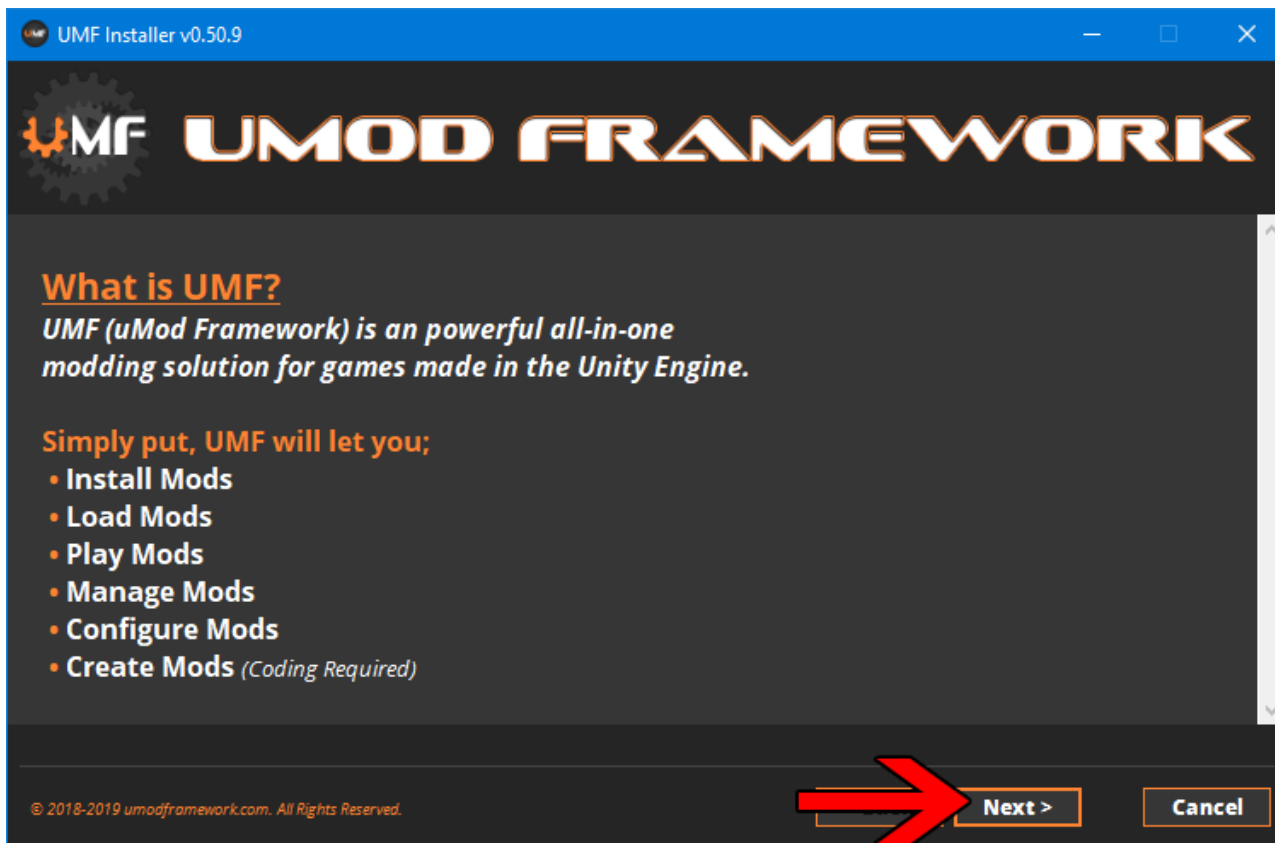 UMF Installer v0.50.9
UMF UMOD FRAMEWORK
What is UMF?
UMF (uMod Framework) is an powerful all-in-one
modding solution for games made in the Unity Engine.
Simply put, UMF will let you;
• Install Mods
• Load Mods
• Play Mods
• Manage Mods
• Configure Mods
• Create Mods (Coding Required)
© 2018-2019 umodframework.com. All Rights Reserved.
Next >
Cancel